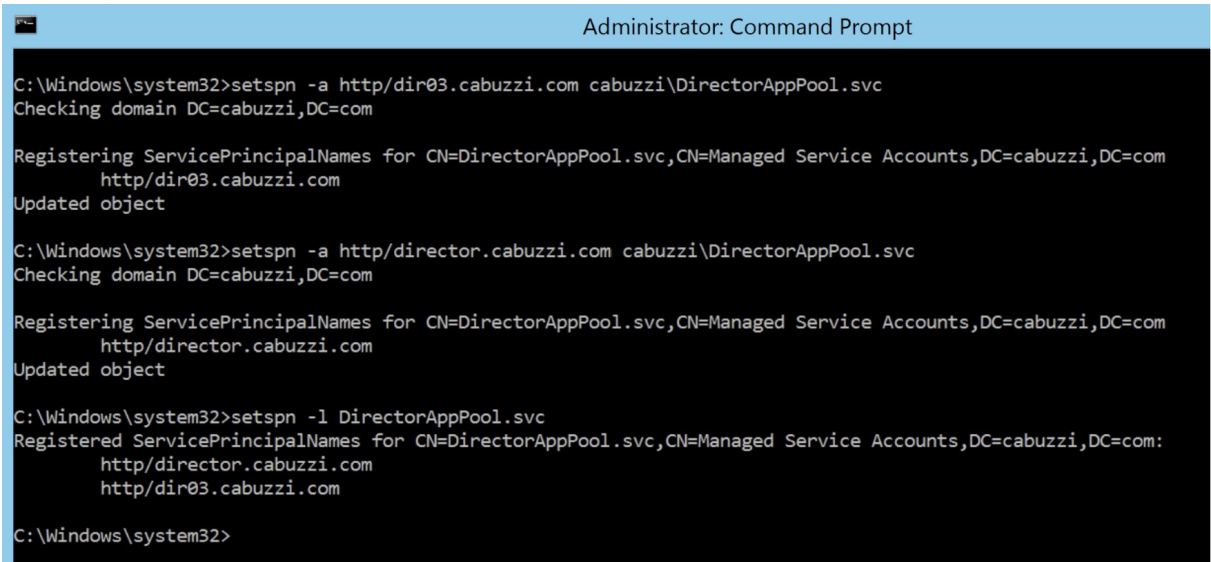 Administrator: Command Prompt
C:\Windows\system32>setspn -a http/dir03.cabuzzi.com cabuzzi\DirectorAppPool.svc
Checking domain DC=cabuzzi,DC=com
Registering ServicePrincipalNames for CN=DirectorAppPool.svc,CN=Managed Service Accounts,DC=cabuzzi,DC=com
http/dir03.cabuzzi.com
Updated object
C:\Windows\system32>setspn -a http/director.cabuzzi.com cabuzzi\DirectorAppPool.svc
Checking domain DC=cabuzzi,DC=com
Registering ServicePrincipalNames for CN=DirectorAppPool.svc,CN=Managed Service Accounts,DC=cabuzzi,DC=com
http/director.cabuzzi.com
Updated object
C:\Windows\system32>setspn -l DirectorAppPool.svc
Registered ServicePrincipalNames for CN=DirectorAppPool.svc,CN=Managed Service Accounts,DC=cabuzzi,DC=com:
http/director.cabuzzi.com
http/dir03.cabuzzi.com
C:\Windows\system32>